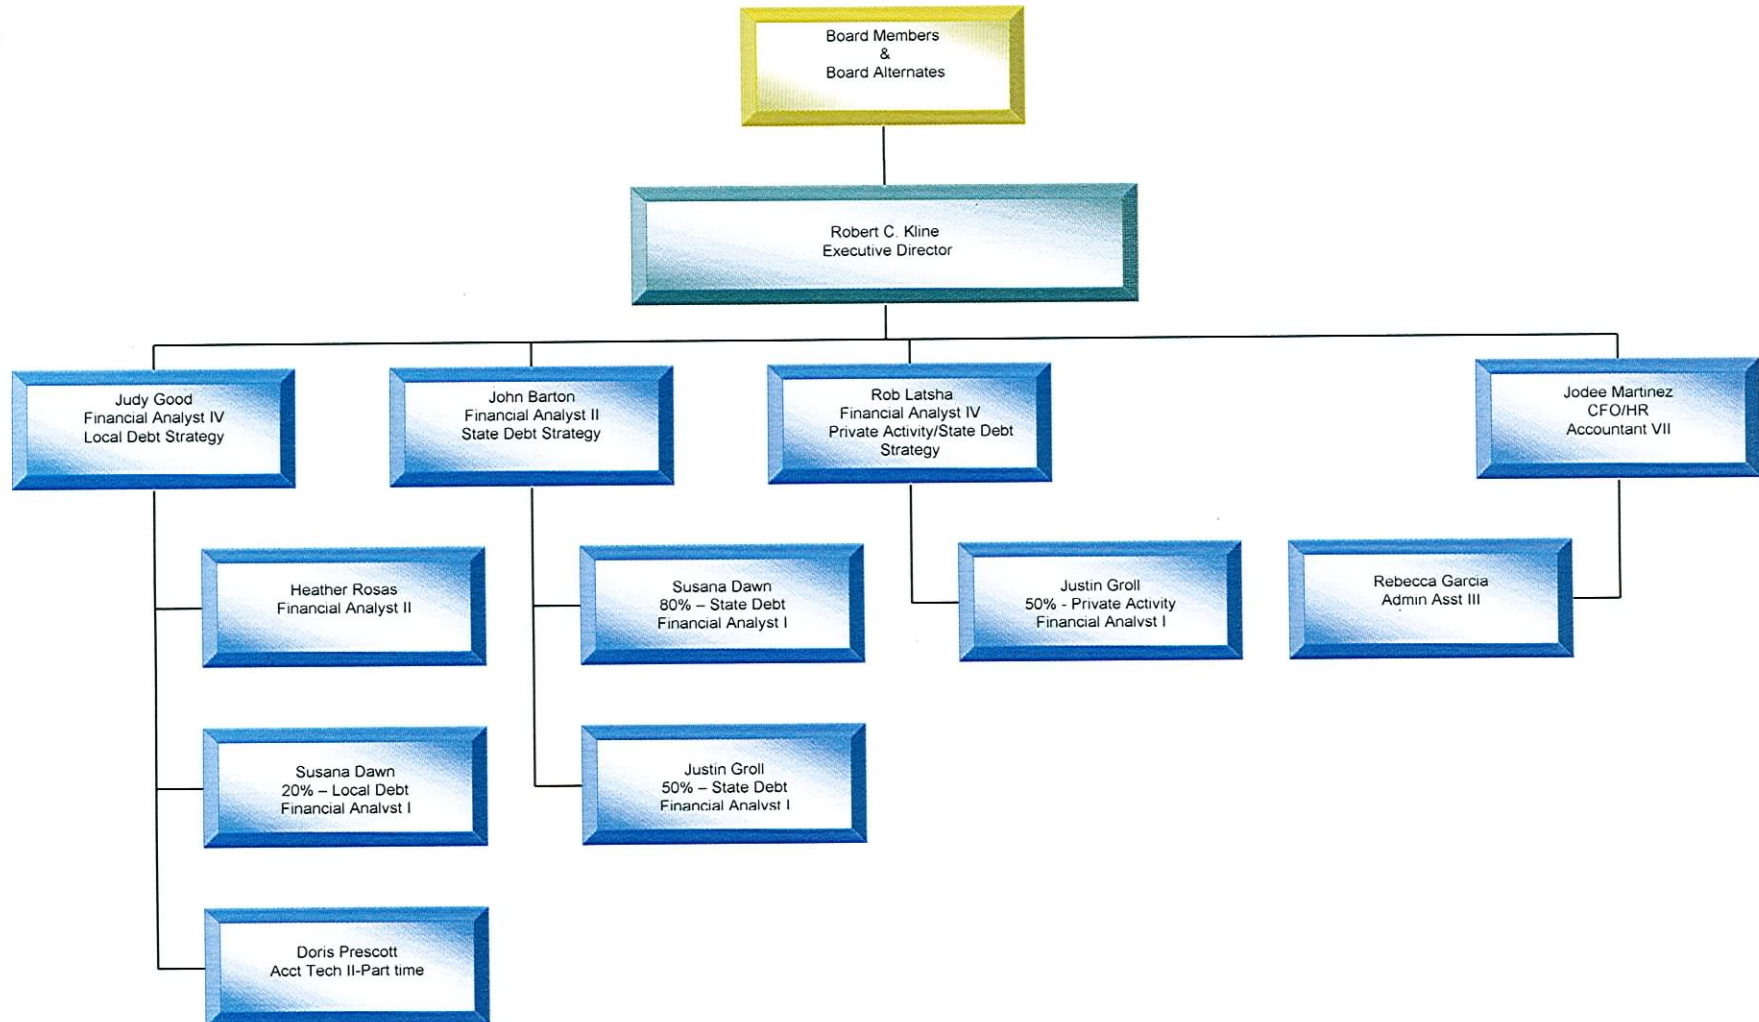 Board Members
&
Board Alternates
Robert C. Kline
Executive Director
Judy Good
Financial Analyst IV
Local Debt Strategy
John Barton
Financial Analyst II
State Debt Strategy
Rob Latsha
Financial Analyst IV
Private Activity/State Debt
Strategy
Jodee Martinez
CFO/HR
Accountant VII
Heather Rosas
Financial Analyst II
Susana Dawn
80% – State Debt
Financial Analyst I
Justin Groll
50% - Private Activity
Financial Analyst I
Rebecca Garcia
Admin Asst III
Susana Dawn
20% – Local Debt
Financial Analyst I
Justin Groll
50% – State Debt
Financial Analyst I
Doris Prescott
Acct Tech II-Part time